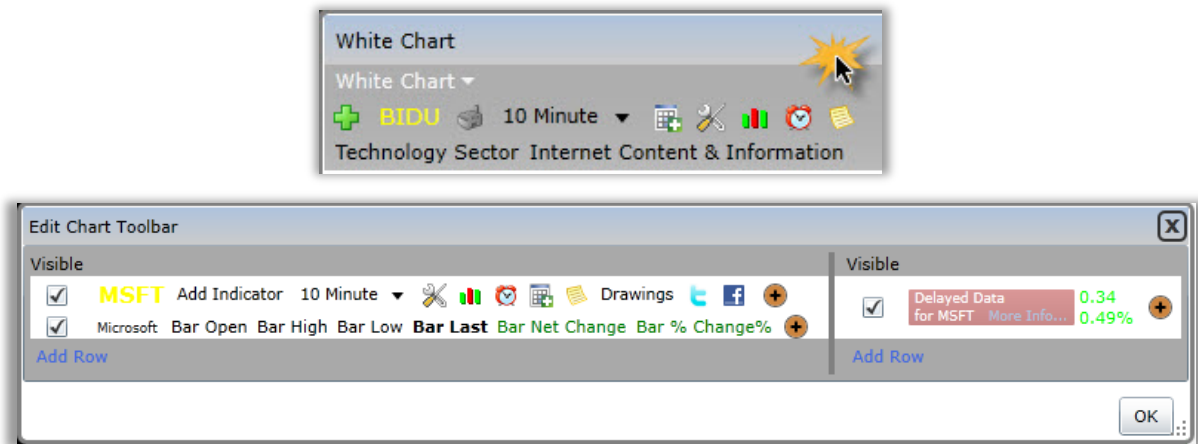 White Chart
White Chart
BIDU 10 Minute
Technology Sector Internet Content & Information
Edit Chart Toolbar
Visible
MSFT Add Indicator 10 Minute Drawings
Microsoft Bar Open Bar High Bar Low Bar Last Bar Net Change Bar % Change%
Add Row
Visible
Delayed Data 0.34
for MSFT More Info... 0.49%
Add Row
OK